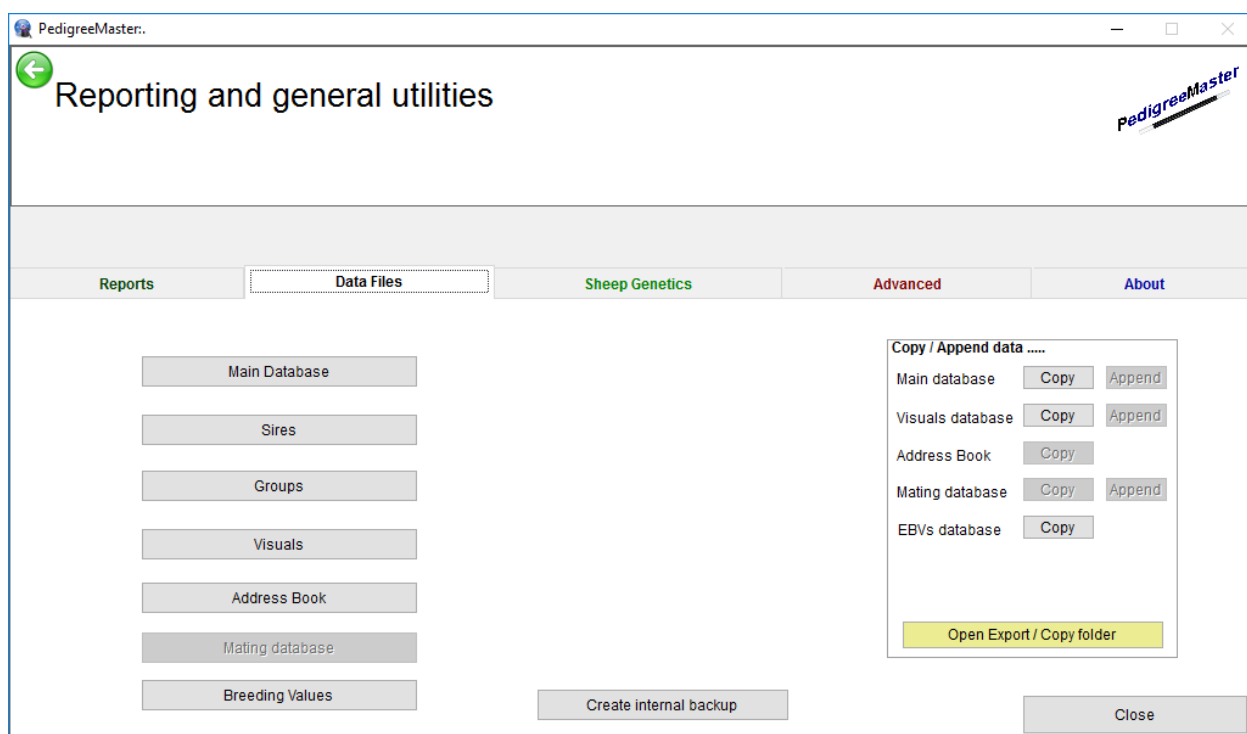 PedigreeMaster:.
Reporting and general utilities
PedigreeMaster
Reports
Data Files
Sheep Genetics
Advanced
About
Main Database
Sires
Groups
Visuals
Address Book
Mating database
Breeding Values
Create internal backup
Copy / Append data .....
Main database Copy Append
Visuals database Copy Append
Address Book Copy
Mating database Copy Append
EBVs database Copy
Open Export / Copy folder
Close